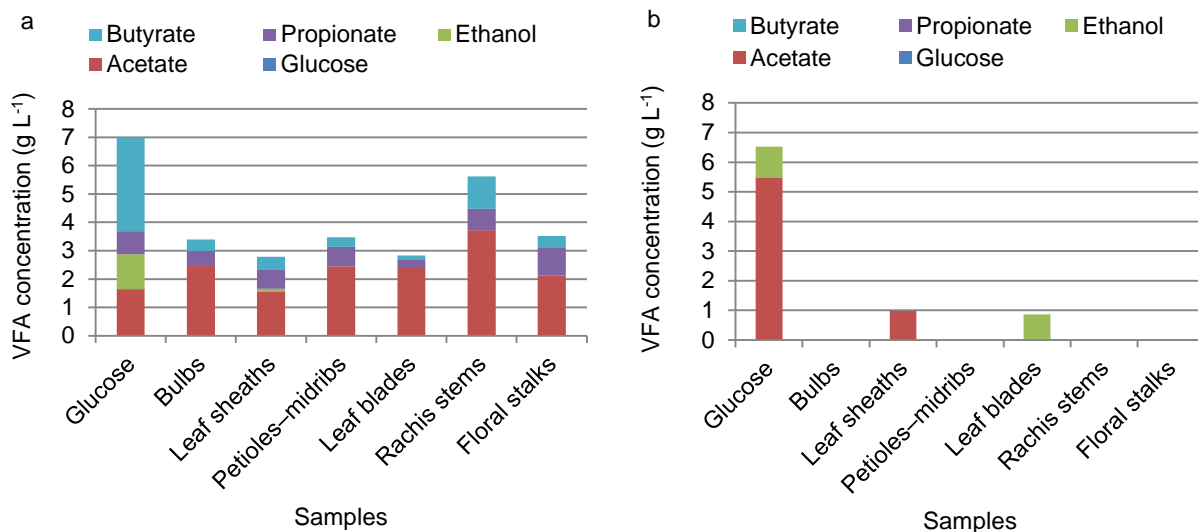 a
Butyrate Propionate Ethanol
Acetate Glucose
VFA concentration (g L-1)
8
7
6
5
4
3
2
1
0
Glucose
Bulbs
Leaf sheaths
Petioles–midribs
Leaf blades
Rachis stems
Floral stalks
Samples
b
Butyrate Propionate Ethanol
Acetate Glucose
VFA concentration (g L-1)
8
7
6
5
4
3
2
1
0
Glucose
Bulbs
Leaf sheaths
Petioles–midribs
Leaf blades
Rachis stems
Floral stalks
Samples